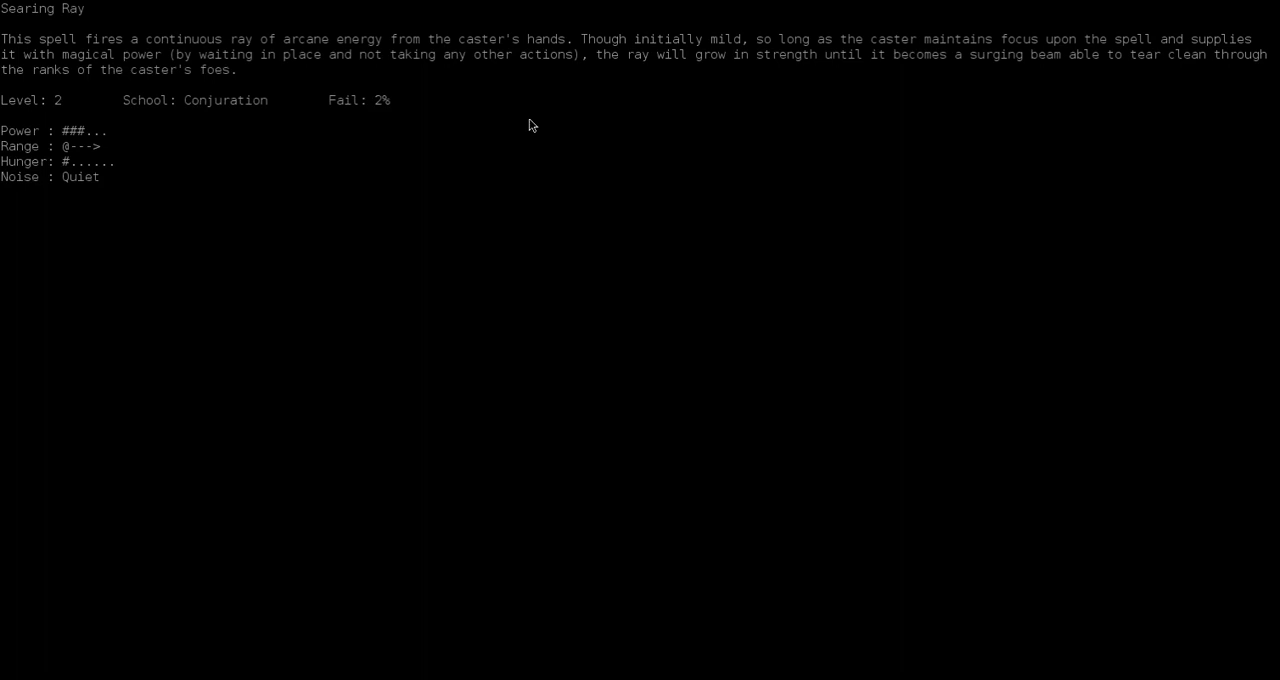 Searing Ray
This spell fires a continuous ray of arcane energy from the caster's hands. Though initially mild, so long as the caster maintains focus upon the spell and supplies
it with magical power (by waiting in place and not taking any other actions), the ray will grow in strength until it becomes a surging beam able to tear clean through
the ranks of the caster's foes.
Level: 2        School: Conjuration        Fail: 2%
Power : ###...
Range : @--->
Hunger: #......
Noise : Quiet